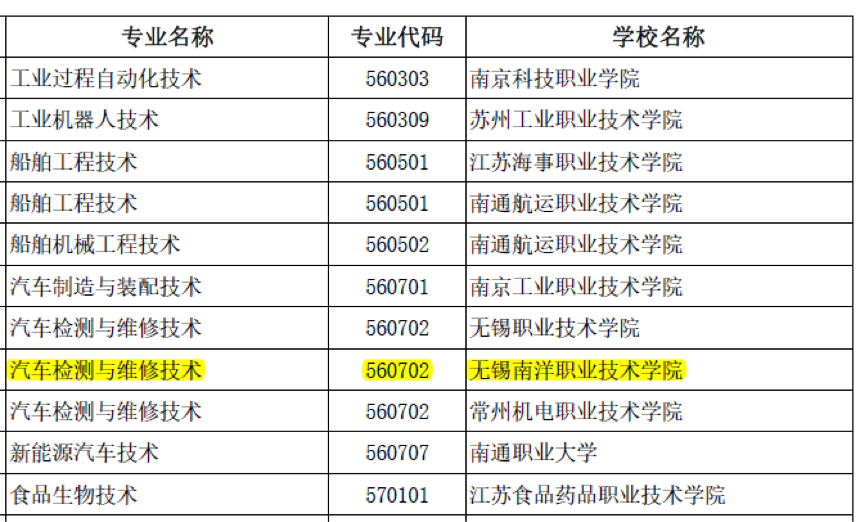 专业名称 专业代码 学校名称
工业过程自动化技术 560303 南京科技职业学院
工业机器人技术 560309 苏州工业职业技术学院
船舶工程技术 560501 江苏海事职业技术学院
船舶工程技术 560501 南通航运职业技术学院
船舶机械工程技术 560502 南通航运职业技术学院
汽车制造与装配技术 560701 南京工业职业技术学院
汽车检测与维修技术 560702 无锡职业技术学院
汽车检测与维修技术 560702 无锡南洋职业技术学院
汽车检测与维修技术 560702 常州机电职业技术学院
新能源汽车技术 560707 南通职业大学
食品生物技术 570101 江苏食品药品职业技术学院